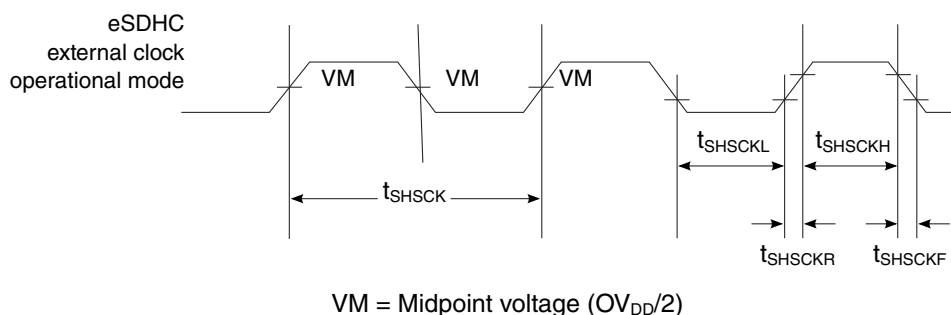 eSDHC
external clock
operational mode
VM
VM
VM
tSHSCKL
tSHSCKH
tSHSCK
tSHSCKR
tSHSCKF
VM = Midpoint voltage (OVDD/2)